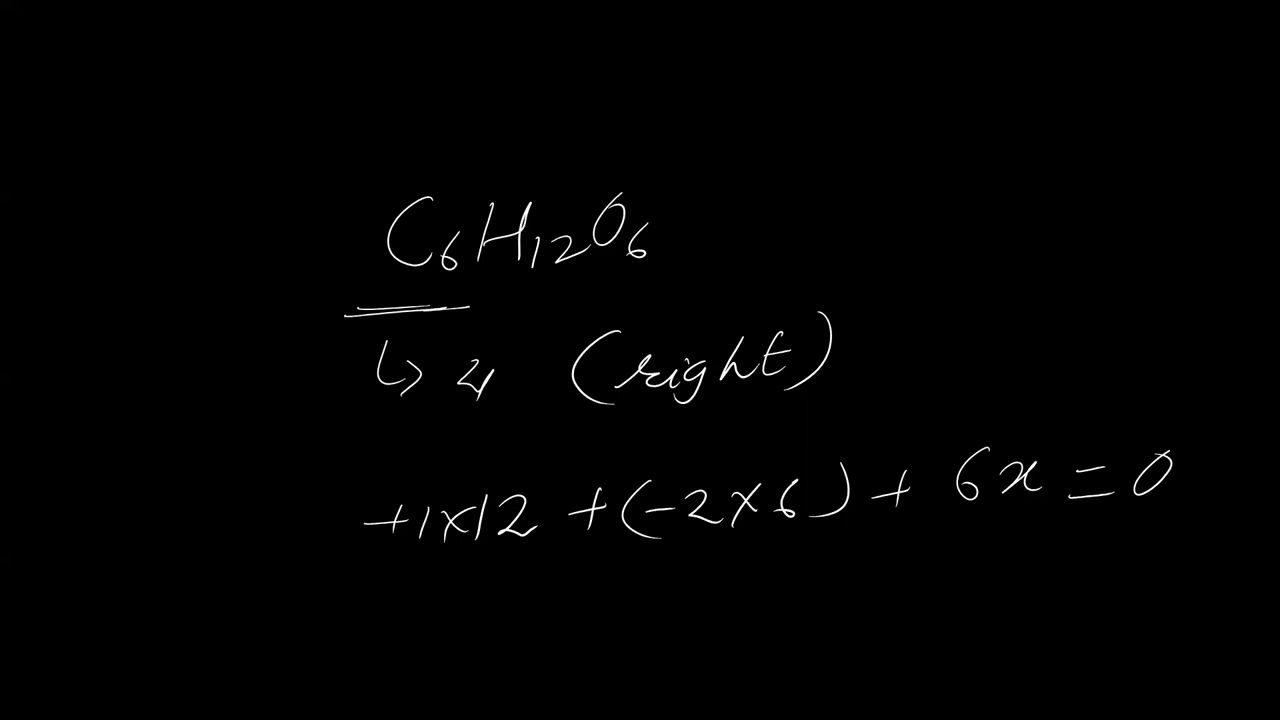 C₆H₁₂O₆
↳ 4 (right)
+1×12 + (-2×6) + 6x = 0